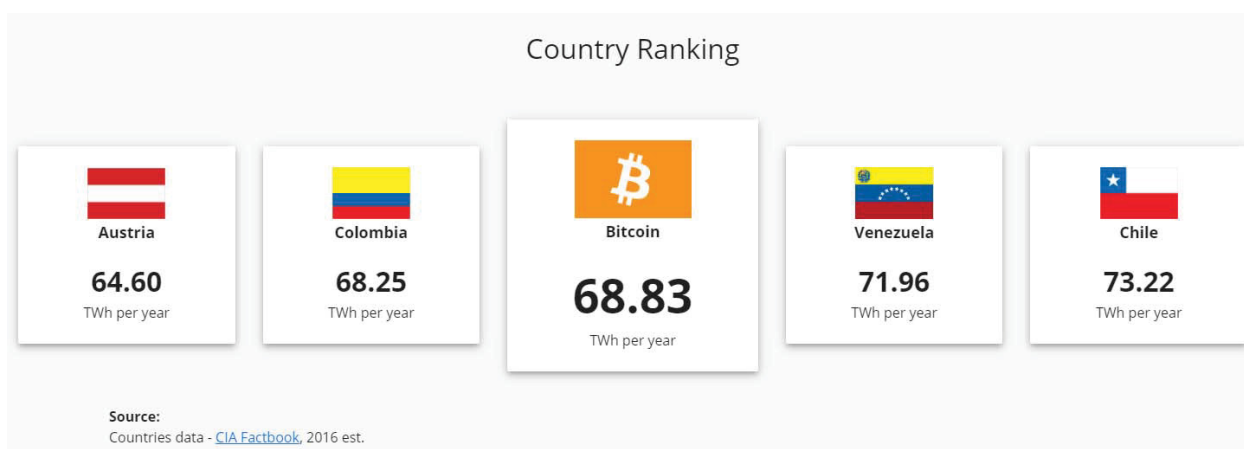 Country Ranking
Austria
64.60
TWh per year
Colombia
68.25
TWh per year
Bitcoin
68.83
TWh per year
Venezuela
71.96
TWh per year
Chile
73.22
TWh per year
Source:
Countries data - CIA Factbook, 2016 est.